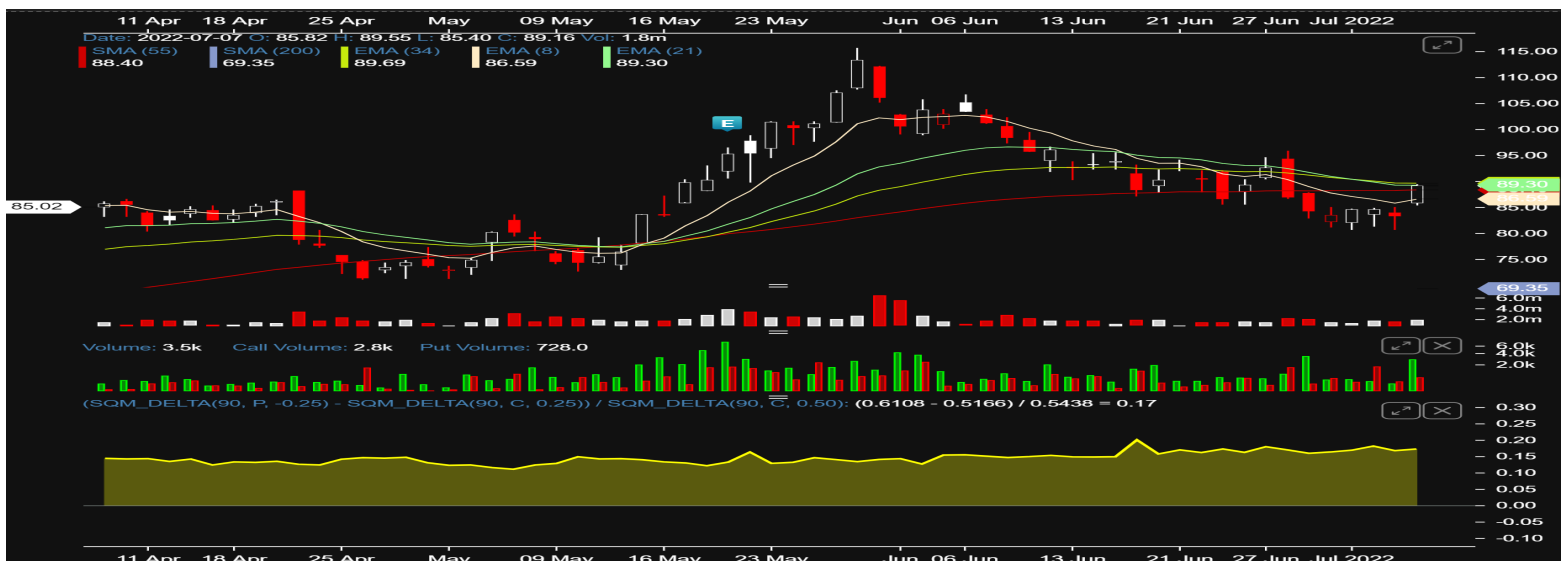 11 Apr 18 Apr 25 Apr May 09 May 16 May 23 May Jun 06 Jun 13 Jun 21 Jun 27 Jun Jul 2022
Date: 2022-07-07 O: 85.82 H: 89.55 L: 85.40 C: 89.16 Vol: 1.8m
SMA (55) SMA (200) EMA (34) EMA (8) EMA (21)
88.40 69.35 89.69 86.59 89.30
115.00
110.00
105.00
E
100.00
95.00
89.30
86.59
85.02
85.00
80.00
75.00
69.35
6.0m
4.0m
2.0m
Volume: 3.5k Call Volume: 2.8k Put Volume: 728.0
6.0k
4.0k
2.0k
(SQM_DELTA(90, P, -0.25) - SQM_DELTA(90, C, 0.25)) / SQM_DELTA(90, C, 0.50): (0.6108 - 0.5166) / 0.5438 = 0.17
0.30
0.25
0.20
0.15
0.10
0.05
0.00
-0.05
-0.10
11 Apr 18 Apr 25 Apr May 09 May 16 May 23 May Jun 06 Jun 13 Jun 21 Jun 27 Jun Jul 2022